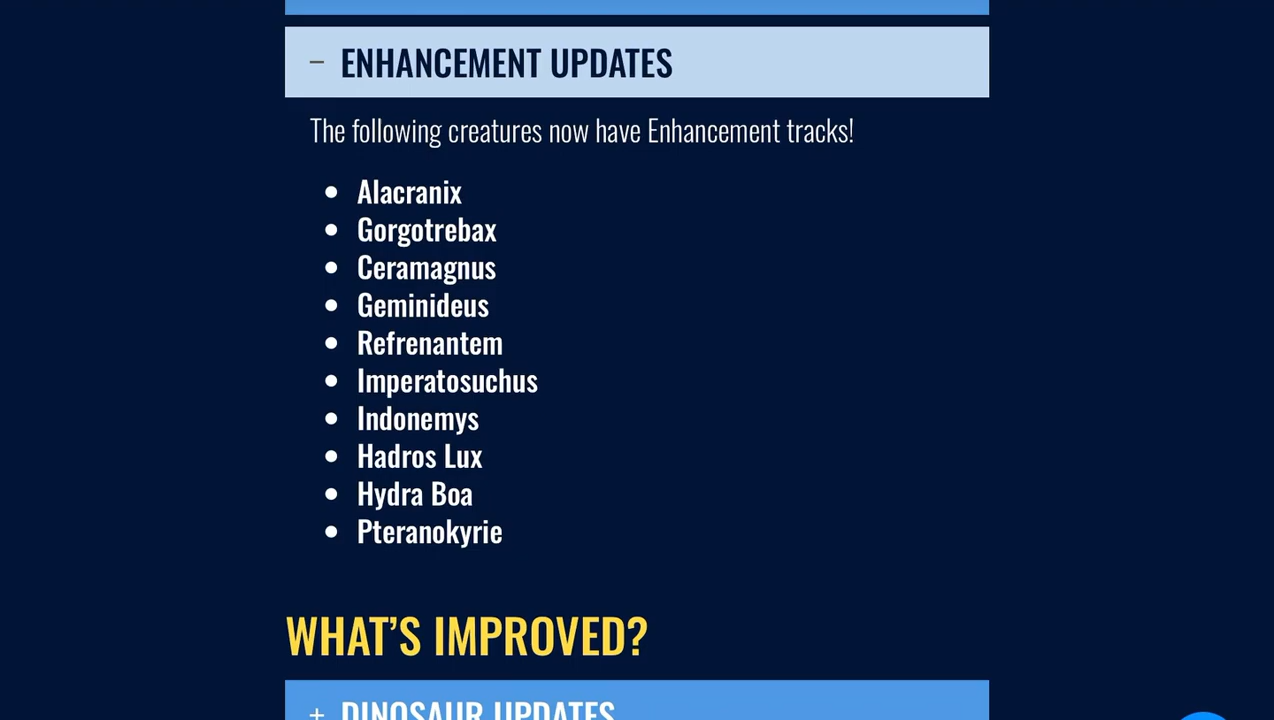 − ENHANCEMENT UPDATES
The following creatures now have Enhancement tracks!
• Alacranix
• Gorgotrebax
• Ceramagnus
• Geminideus
• Refrenantem
• Imperatosuchus
• Indonemys
• Hadros Lux
• Hydra Boa
• Pteranokyrie
WHAT'S IMPROVED?
+ DINOSAUR UPDATES